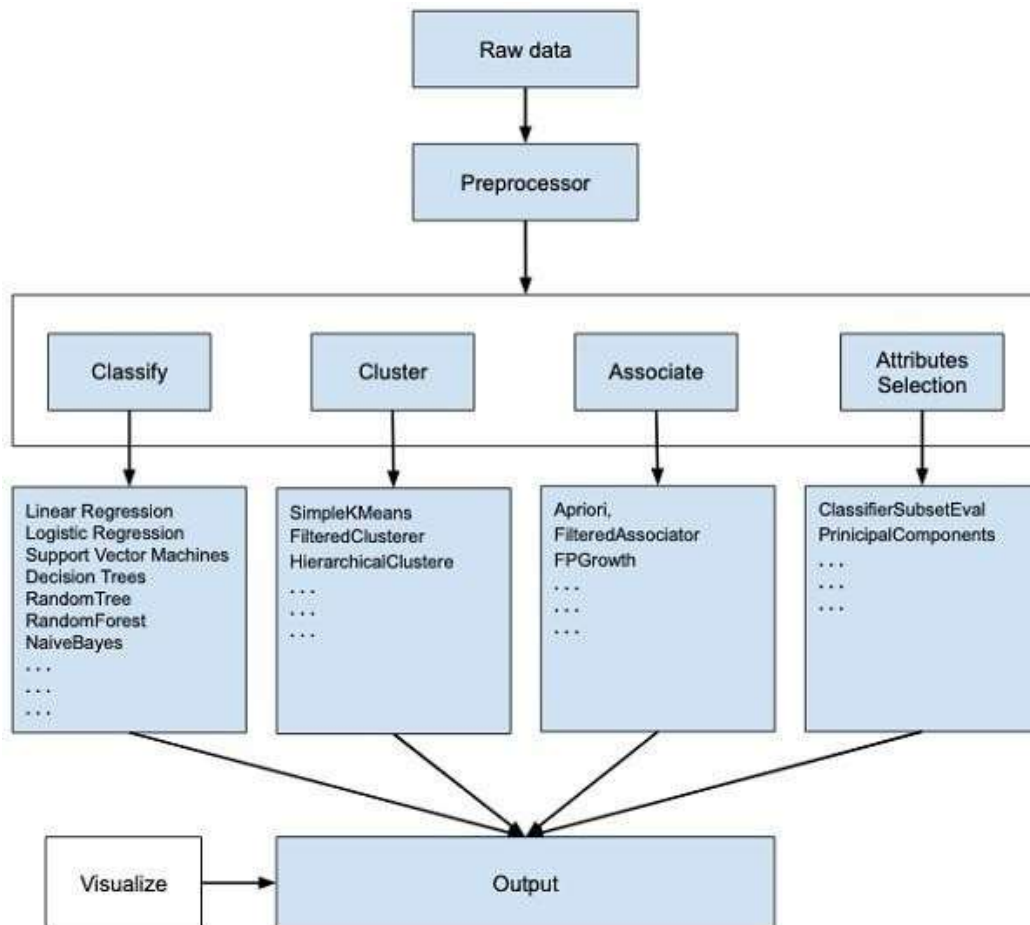 Raw data
Preprocessor
Classify
Cluster
Associate
Attributes
Selection
Linear Regression
Logistic Regression
Support Vector Machines
Decision Trees
RandomTree
RandomForest
NaiveBayes
. . .
. . .
. . .
SimpleKMeans
FilteredClusterer
HierarchicalClustere
. . .
. . .
. . .
Apriori,
FilteredAssociator
FPGrowth
. . .
. . .
. . .
ClassifierSubsetEval
PrinicipalComponents
. . .
. . .
. . .
Visualize
Output